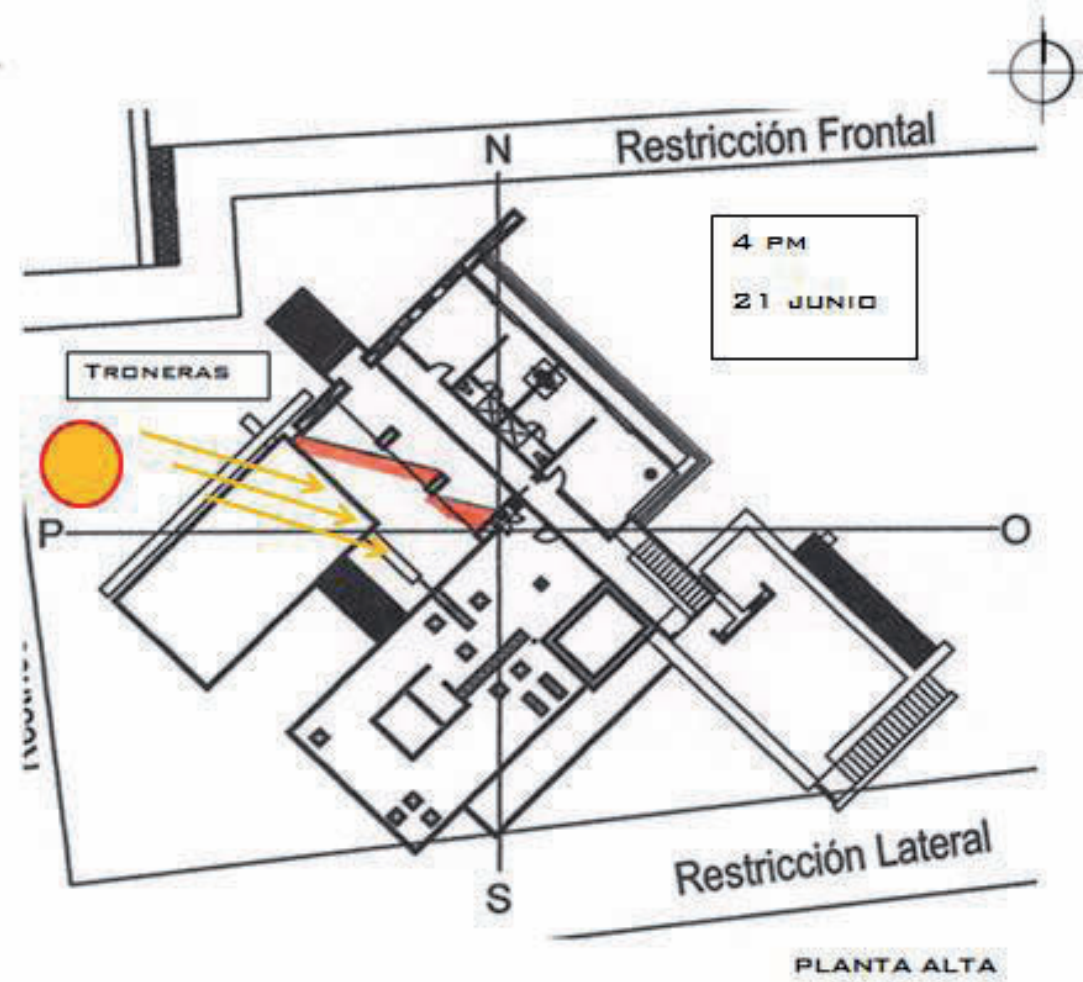 N
Restricción Frontal
4 PM
21 JUNIO
TRONERAS
P
O
S
Restricción Lateral
PLANTA ALTA